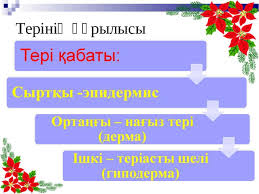 Терінің құрылысы
Тері қабаты:
Сыртқы -эпидермис
Ортаңғы – нағыз тері
(дерма)
Ішкі – теріасты шелі
(гиподерма)